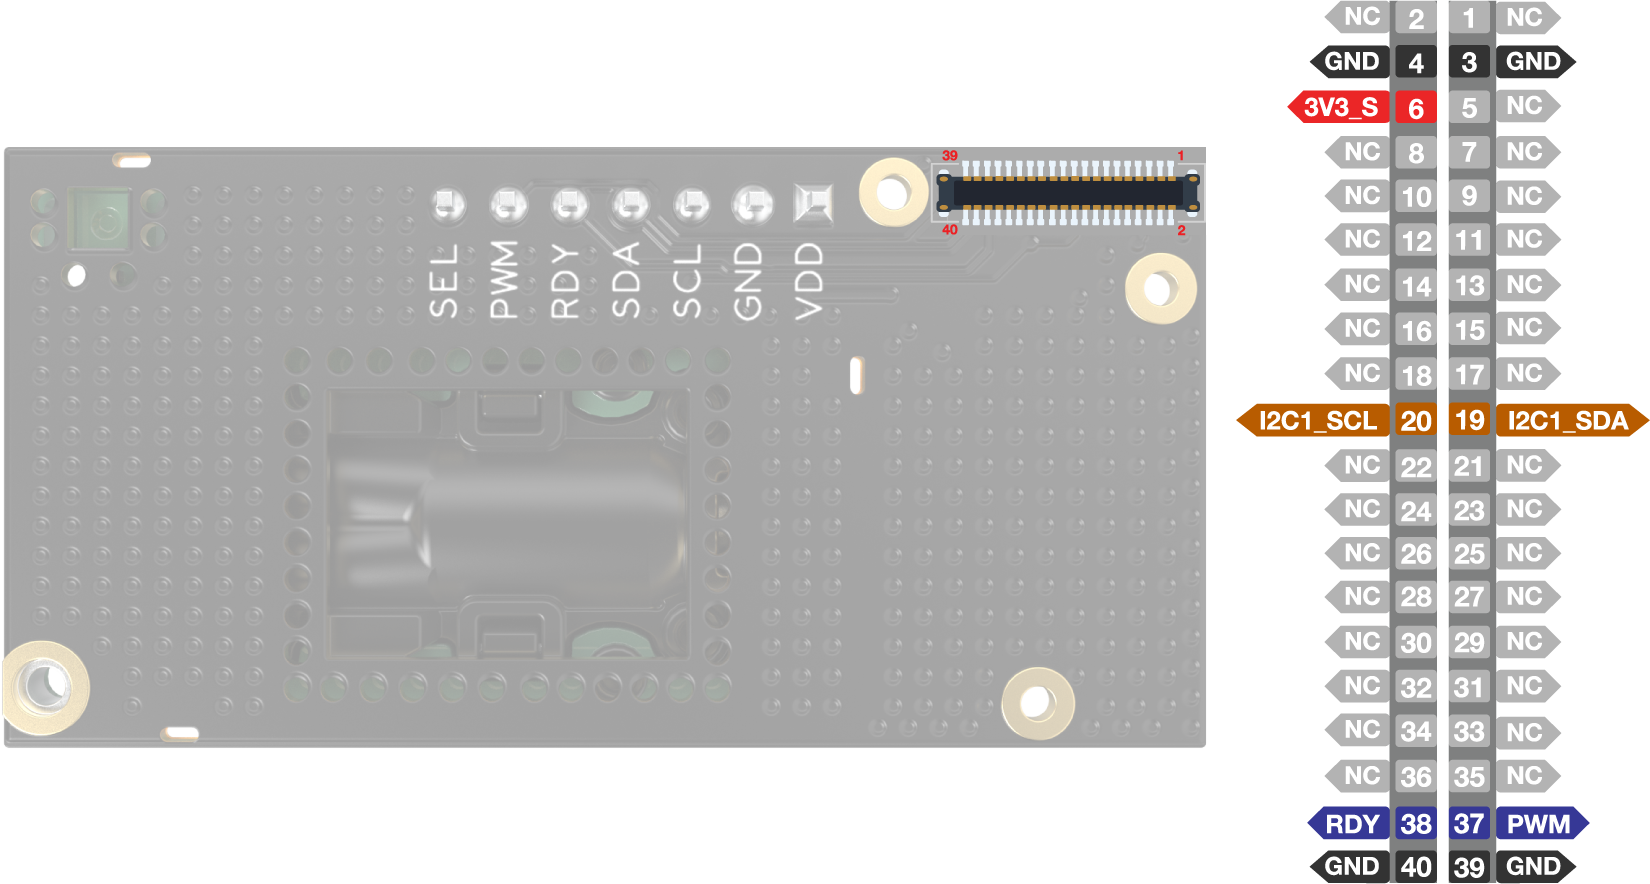 39 1
40 2
SEL PWM RDY SDA SCL GND VDD
NC 2 1 NC
GND 4 3 GND
3V3_S 6 5 NC
NC 8 7 NC
NC 10 9 NC
NC 12 11 NC
NC 14 13 NC
NC 16 15 NC
NC 18 17 NC
I2C1_SCL 20 19 I2C1_SDA
NC 22 21 NC
NC 24 23 NC
NC 26 25 NC
NC 28 27 NC
NC 30 29 NC
NC 32 31 NC
NC 34 33 NC
NC 36 35 NC
RDY 38 37 PWM
GND 40 39 GND